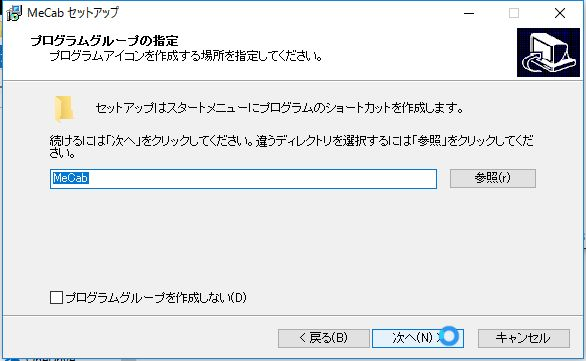 MeCab セットアップ
プログラムグループの指定
プログラムアイコンを作成する場所を指定してください。
セットアップはスタートメニューにプログラムのショートカットを作成します。
続けるには「次へ」をクリックしてください。違うディレクトリを選択するには「参照」をクリックしてくだ
さい。
MeCab
参照(r)
プログラムグループを作成しない(D)
< 戻る(B)
次へ(N) >
キャンセル